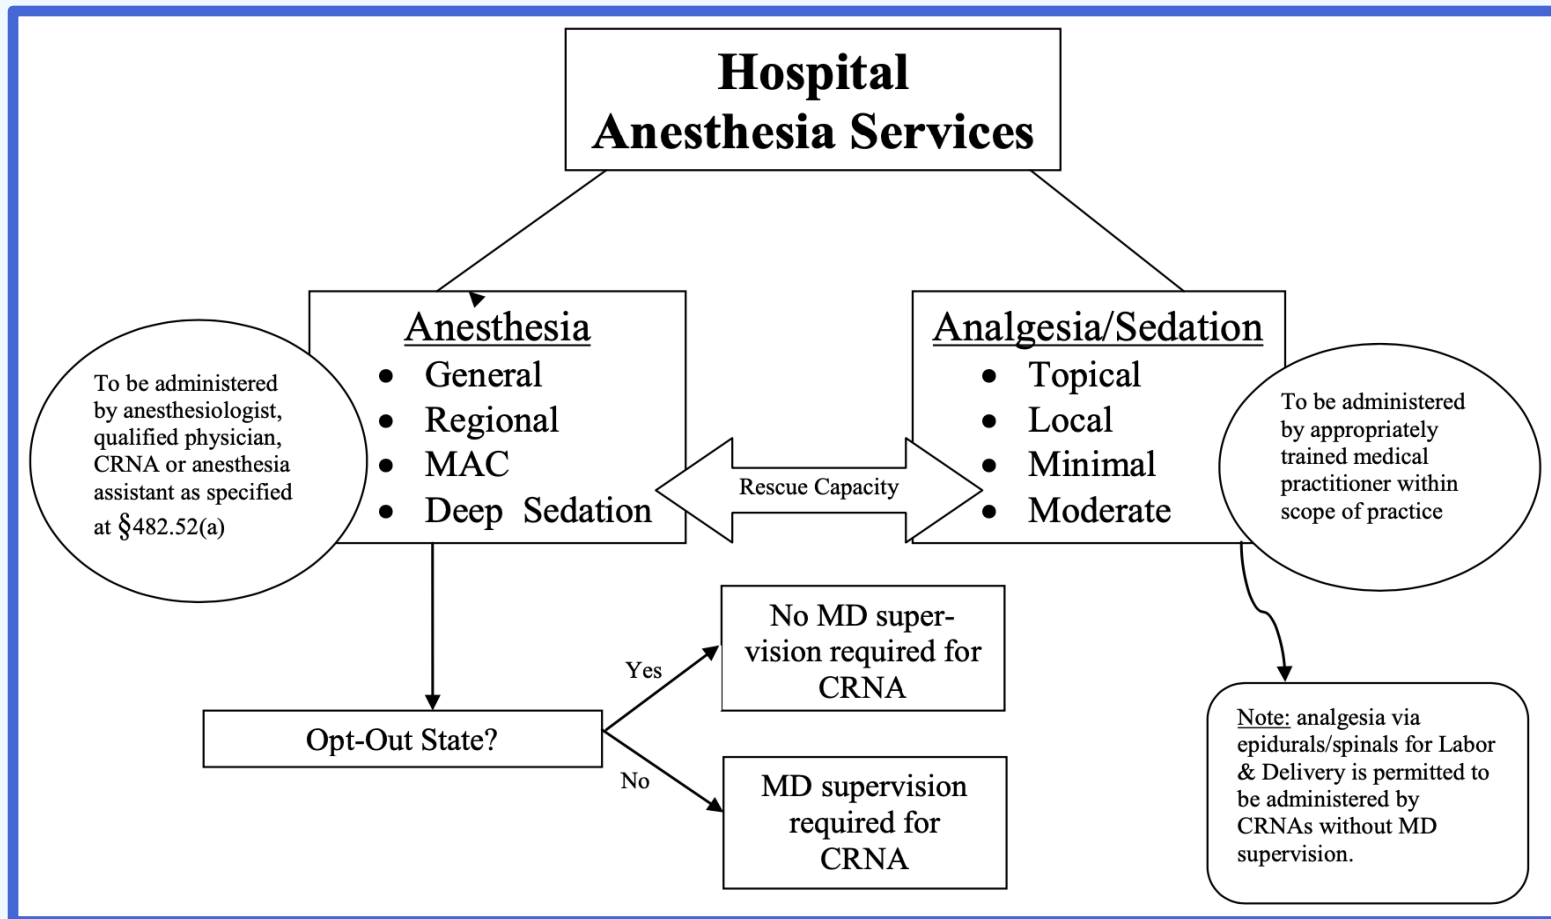 Hospital
Anesthesia Services
To be administered
by anesthesiologist,
qualified physician,
CRNA or anesthesia
assistant as specified
at §482.52(a)
Anesthesia
• General
• Regional
• MAC
• Deep Sedation
Rescue Capacity
Analgesia/Sedation
• Topical
• Local
• Minimal
• Moderate
To be administered
by appropriately
trained medical
practitioner within
scope of practice
Opt-Out State?
Yes
No MD super-
vision required for
CRNA
No
MD supervision
required for
CRNA
Note: analgesia via
epidurals/spinals for Labor
& Delivery is permitted to
be administered by
CRNAs without MD
supervision.